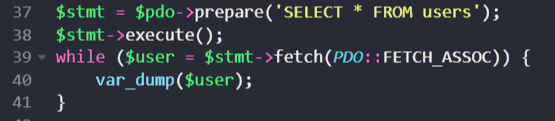 37 $stmt = $pdo->prepare('SELECT * FROM users');
38 $stmt->execute();
39 while ($user = $stmt->fetch(PDO::FETCH_ASSOC)) {
40     var_dump($user);
41 }